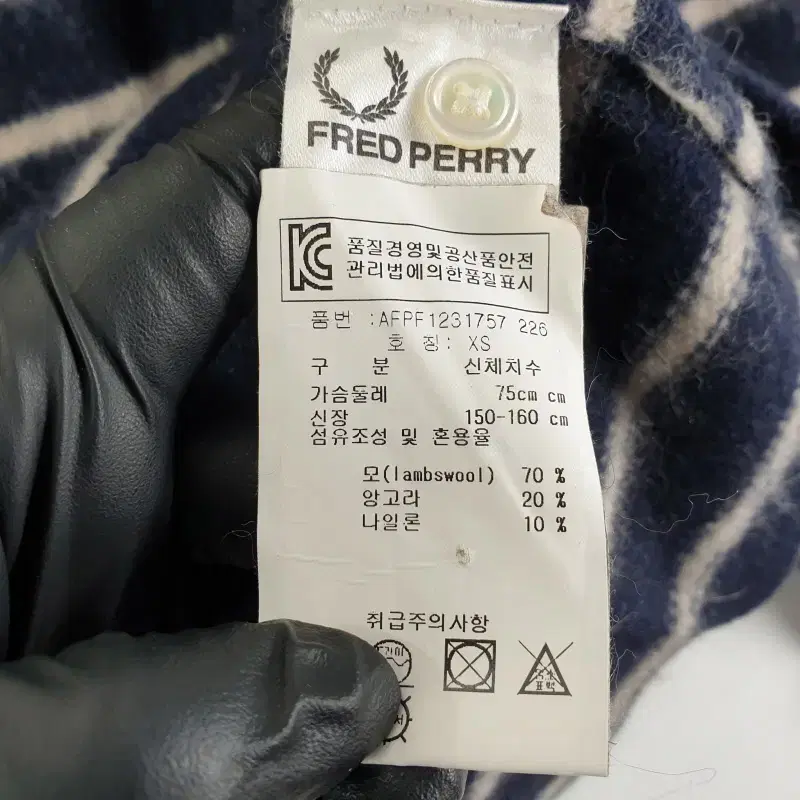 FRED PERRY
품질경영및공산품안전
관리법에의한품질표시
품번 :AFPF1231757 226
호 칭: XS
구 분 신체치수
가슴둘레 75cm cm
신장 150-160 cm
섬유조성 및 혼용율
모(lambswool) 70 %
앙고라 20 %
나일론 10 %
취급주의사항
표백